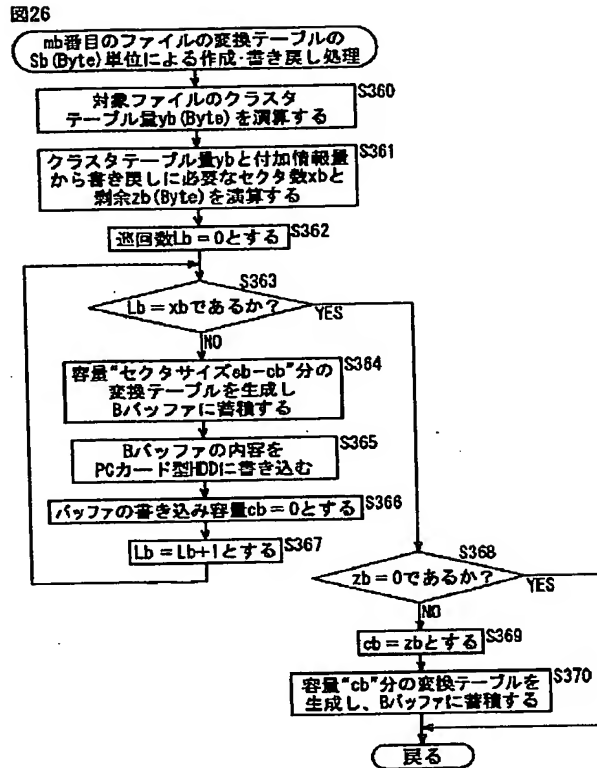 図26
mb番目のファイルの変換テーブルの
Sb(Byte)単位による作成・書き戻し処理
S360
対象ファイルのクラスタ
テーブル量yb(Byte)を演算する
S361
クラスタテーブル量ybと付加情報量
から書き戻しに必要なセクタ数xbと
剰余zb(Byte)を演算する
巡回数Lb=0とする S362
S363
Lb=xbであるか?
YES
NO
S364
容量“セクタサイズsb-cb”分の
変換テーブルを生成し
Bバッファに蓄積する
S365
Bバッファの内容を
PCカード型HDDに書き込む
バッファの書き込み容量cb=0とする S366
Lb=Lb+1とする S367
S368
zb=0であるか?
YES
NO
cb=zbとする S369
S370
容量“cb”分の変換テーブルを
生成し、Bバッファに蓄積する
戻る